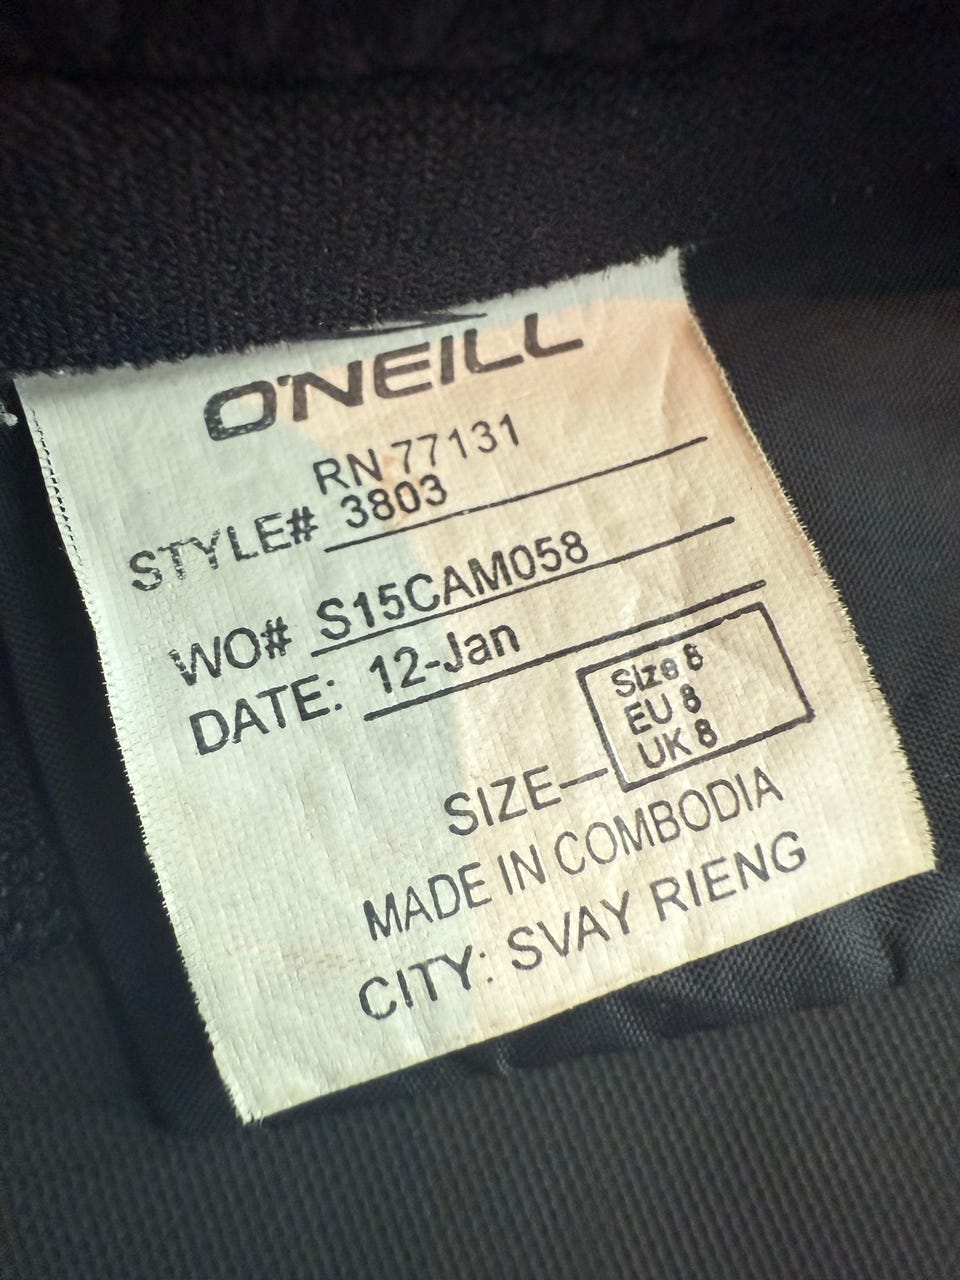 O'NEILL
RN 77131
STYLE# 3803
WO# S15CAM058
DATE: 12-Jan
Size 8
EU 8
UK 8
SIZE
MADE IN COMBODIA
CITY: SVAY RIENG